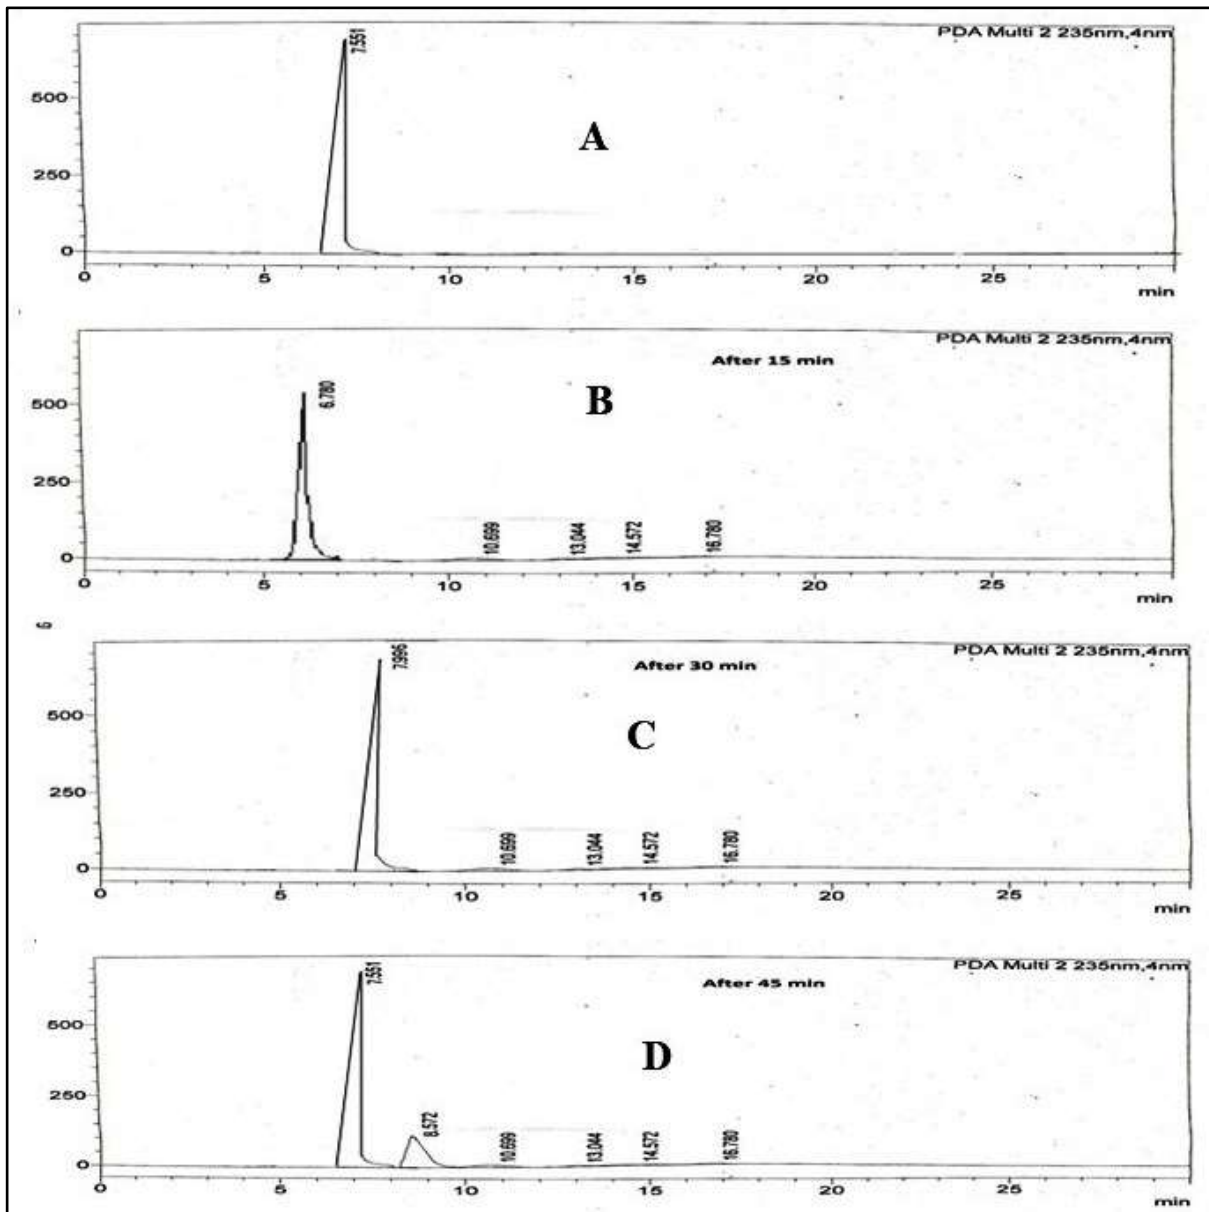 PDA Multi 2 235nm,4nm
7.551
500
A
250
0
0 5 10 15 20 25
min
PDA Multi 2 235nm,4nm
After 15 min
6.780
500
B
250
10.699 13.044 14.572 16.780
0
0 5 10 15 20 25
min
PDA Multi 2 235nm,4nm
7.996
After 30 min
500
C
250
10.699 13.044 14.572 16.780
0
0 5 10 15 20 25
min
PDA Multi 2 235nm,4nm
7.551
After 45 min
500
D
250
8.572
10.699 13.044 14.572 16.780
0
0 5 10 15 20 25
min